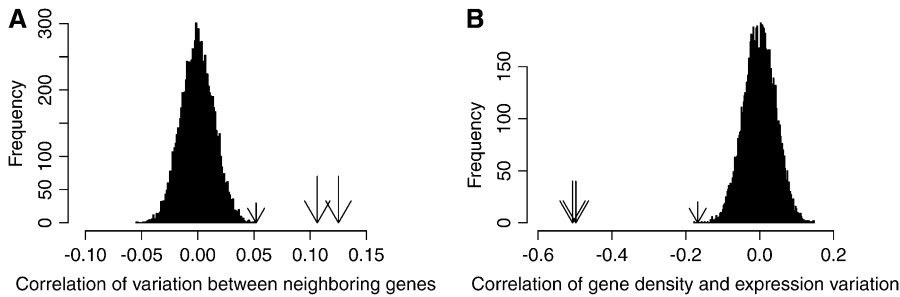 A
Frequency
300
200
100
50
0
-0.10 -0.05 0.00 0.05 0.10 0.15
Correlation of variation between neighboring genes
B
Frequency
150
100
50
0
-0.6 -0.4 -0.2 0.0 0.2
Correlation of gene density and expression variation